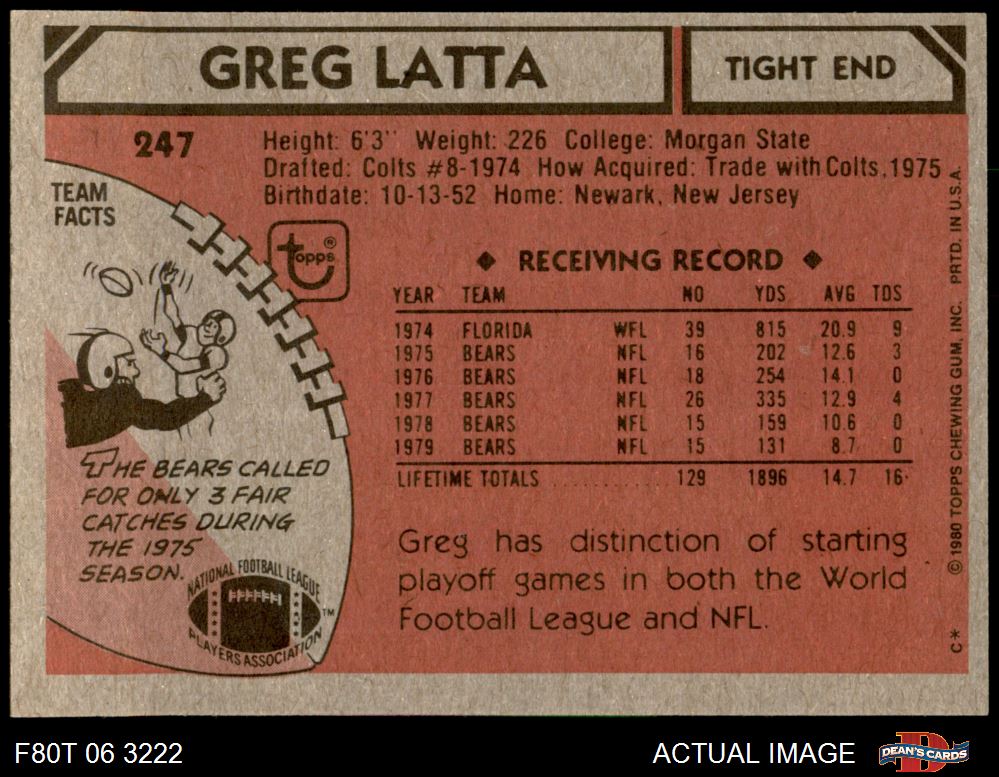 GREG LATTA
TIGHT END
247
Height: 6'3" Weight: 226 College: Morgan State
Drafted: Colts #8-1974 How Acquired: Trade with Colts, 1975
Birthdate: 10-13-52 Home: Newark, New Jersey
TEAM
FACTS
topps®
◆ RECEIVING RECORD ◆
YEAR TEAM NO YDS AVG TDS
1974 FLORIDA WFL 39 815 20.9 9
1975 BEARS NFL 16 202 12.6 3
1976 BEARS NFL 18 254 14.1 0
1977 BEARS NFL 26 335 12.9 4
1978 BEARS NFL 15 159 10.6 0
1979 BEARS NFL 15 131 8.7 0
LIFETIME TOTALS ............ 129 1896 14.7 16
THE BEARS CALLED
FOR ONLY 3 FAIR
CATCHES DURING
THE 1975
SEASON.
NATIONAL FOOTBALL LEAGUE
PLAYERS ASSOCIATION
TM
Greg has distinction of starting
playoff games in both the World
Football League and NFL.
© 1980 TOPPS CHEWING GUM, INC. PRTD. IN U.S.A.
C*
F80T 06 3222
ACTUAL IMAGE
D
DEAN'S CARDS